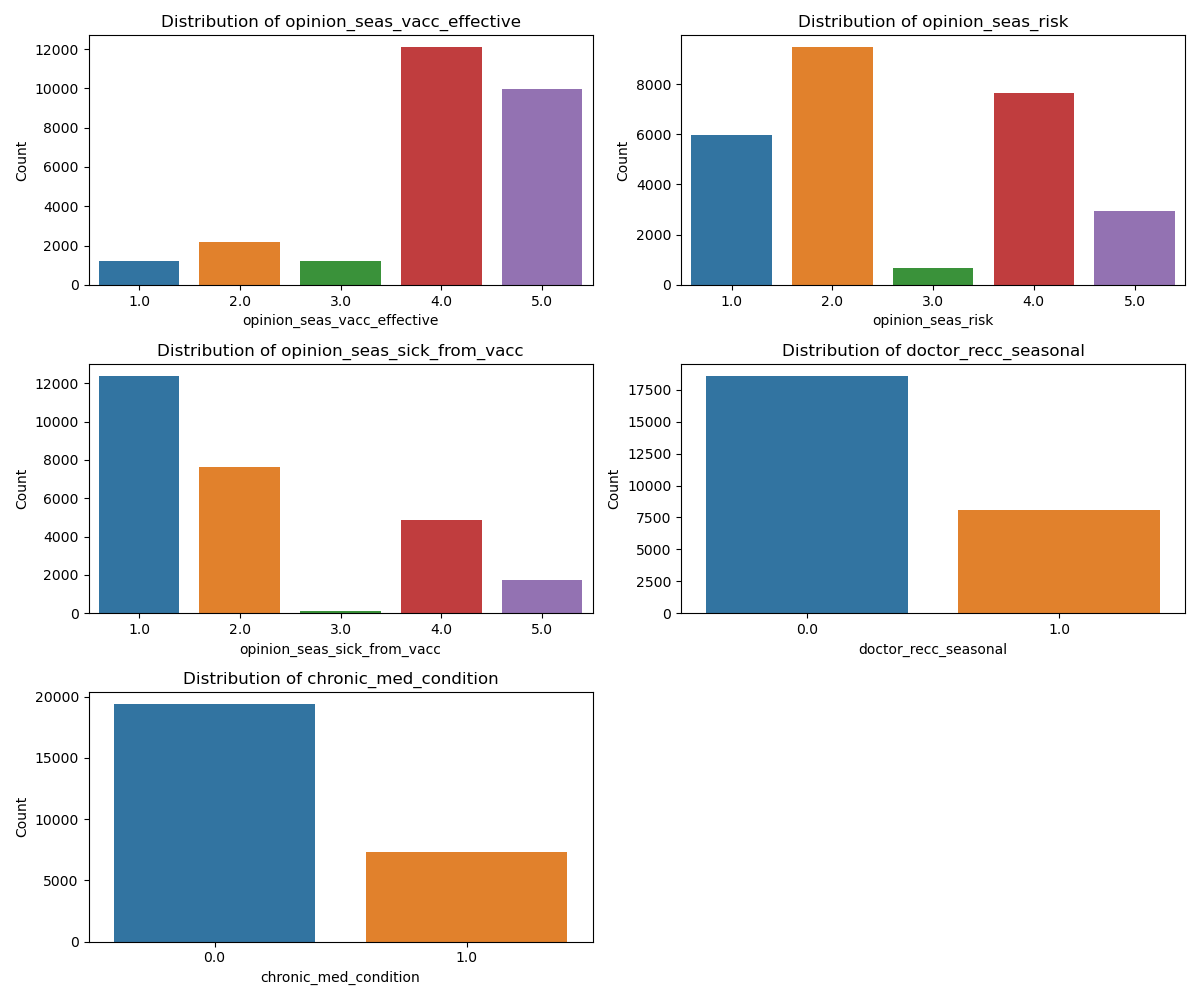 Distribution of opinion_seas_vacc_effective
12000
10000
8000
6000
4000
2000
0
Count
1.0 2.0 3.0 4.0 5.0
opinion_seas_vacc_effective
Distribution of opinion_seas_risk
8000
6000
4000
2000
0
Count
1.0 2.0 3.0 4.0 5.0
opinion_seas_risk
Distribution of opinion_seas_sick_from_vacc
12000
10000
8000
6000
4000
2000
0
Count
1.0 2.0 3.0 4.0 5.0
opinion_seas_sick_from_vacc
Distribution of doctor_recc_seasonal
17500
15000
12500
10000
7500
5000
2500
0
Count
0.0 1.0
doctor_recc_seasonal
Distribution of chronic_med_condition
20000
15000
10000
5000
0
Count
0.0 1.0
chronic_med_condition